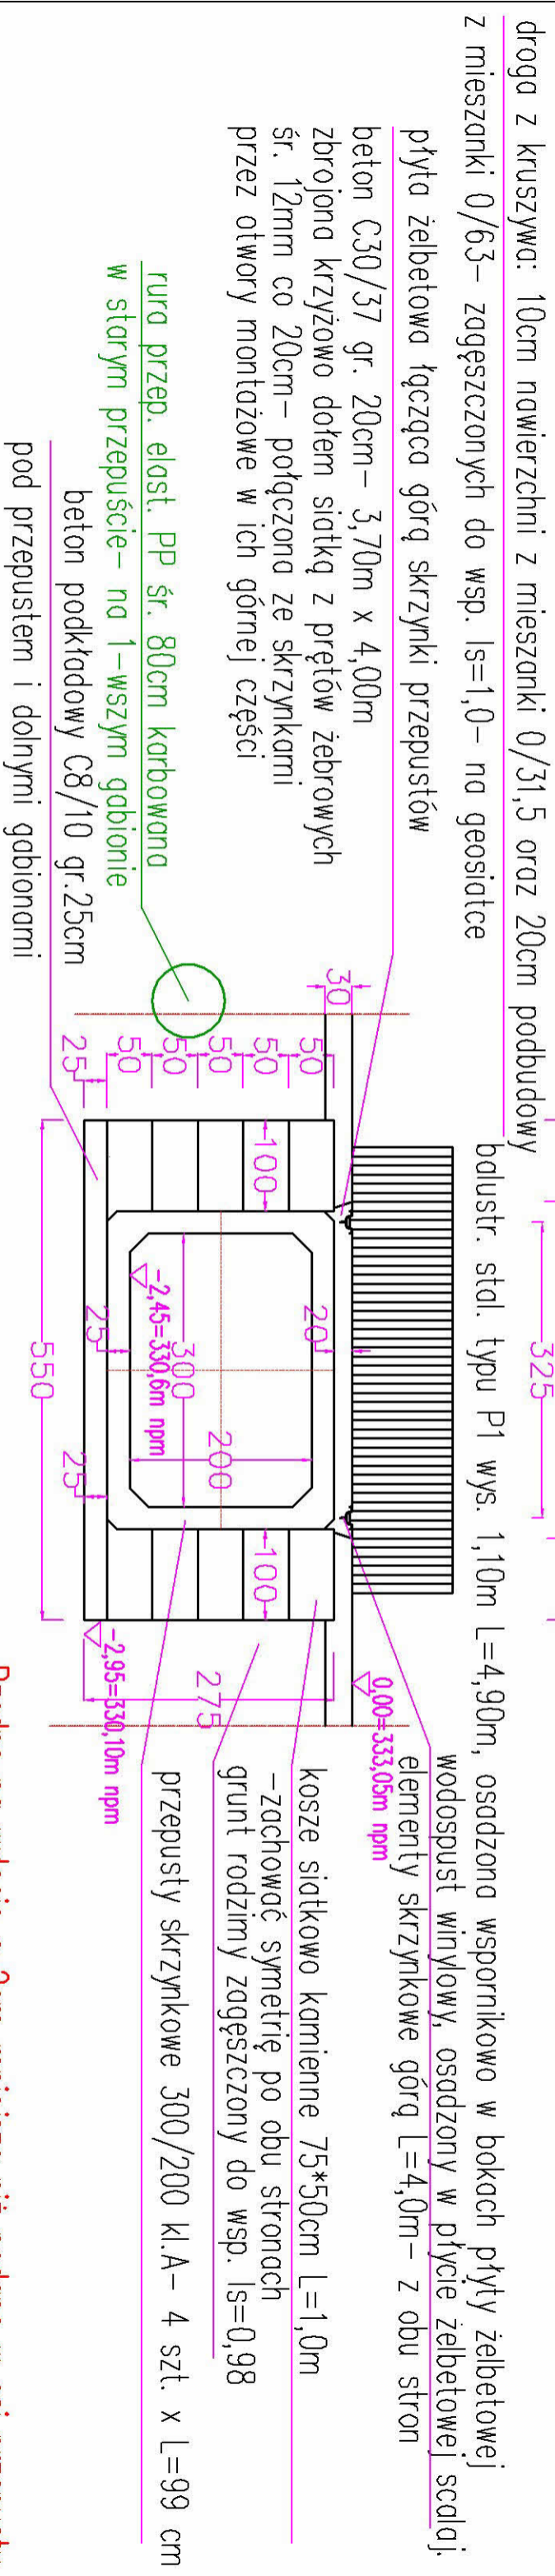 droga z kruszywa: 10cm nawierzchni z mieszanki 0/31,5 oraz 20cm podbudowy
z mieszanki 0/63- zagęszczonych do wsp. Is=1,0- na geosiatce
płyta żelbetowa łącząca górą skrzynki przepustów
beton C30/37 gr. 20cm- 3,70m x 4,00m
zbrojona krzyżowo dołem siatką z prętów żebrowych
śr. 12mm co 20cm- połączona ze skrzynkami
przez otwory montażowe w ich górnej części
rura przep. elast. PP śr. 80cm karbowana
w starym przepuście- na 1-wszym gabionie
beton podkładowy C8/10 gr.25cm
pod przepustem i dolnymi gabionami
325
balustr. stal. typu P1 wys. 1,10m L=4,90m, osadzona wspornikowo w bokach płyty żelbetowej
wodospust winylowy, osadzony w płycie żelbetowej scalaj.
elementy skrzynkowe górą L=4,0m- z obu stron
0,00=333,05m npm
30
50
50
50
50
50
25
100
20
300
200
-2,45=330,6m npm
25
25
100
275
550
-2,95=330,10m npm
kosze siatkowo kamienne 75*50cm L=1,0m
-zachować symetrię po obu stronach
grunt rodzimy zagęszczony do wsp. Is=0,98
przepusty skrzynkowe 300/200 kl.A- 4 szt. x L=99 cm